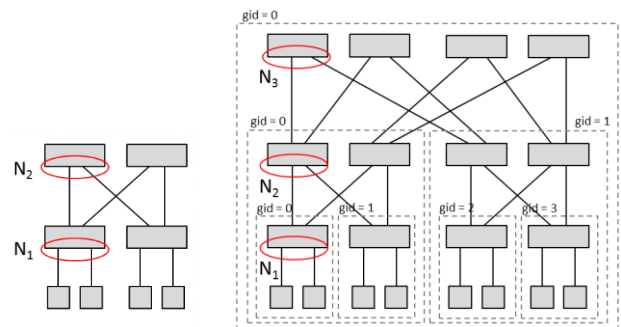 gid = 0
N3
gid = 0
gid = 1
N2
N2
gid = 0
gid = 1
gid = 2
gid = 3
N1
N1